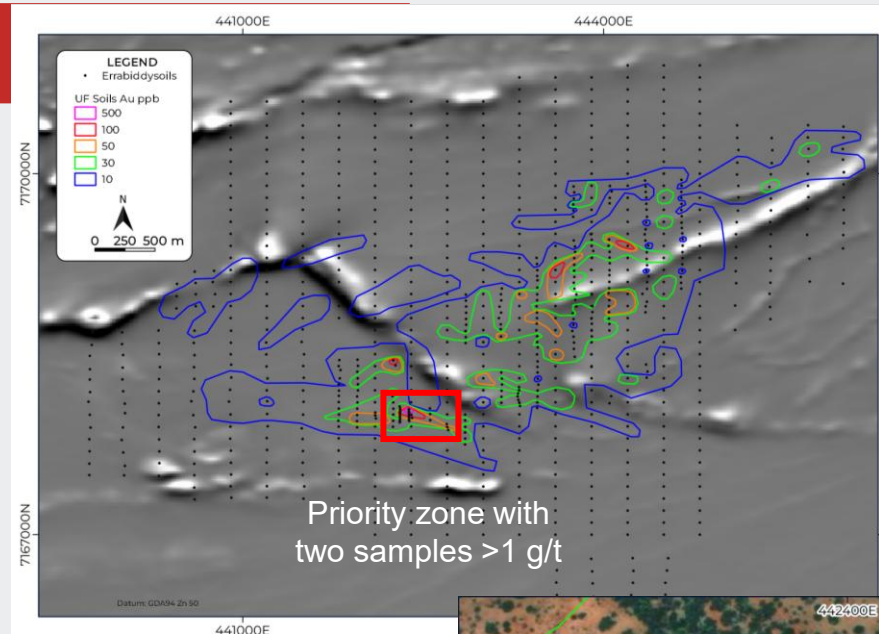 441000E
444000E
LEGEND
Errabiddysoils
UF Soils Au ppb
500
100
50
30
10
N
0 250 500 m
7170000N
7167000N
Priority zone with
two samples >1 g/t
Datum: GDA94 Zn 50
442400E
441000E